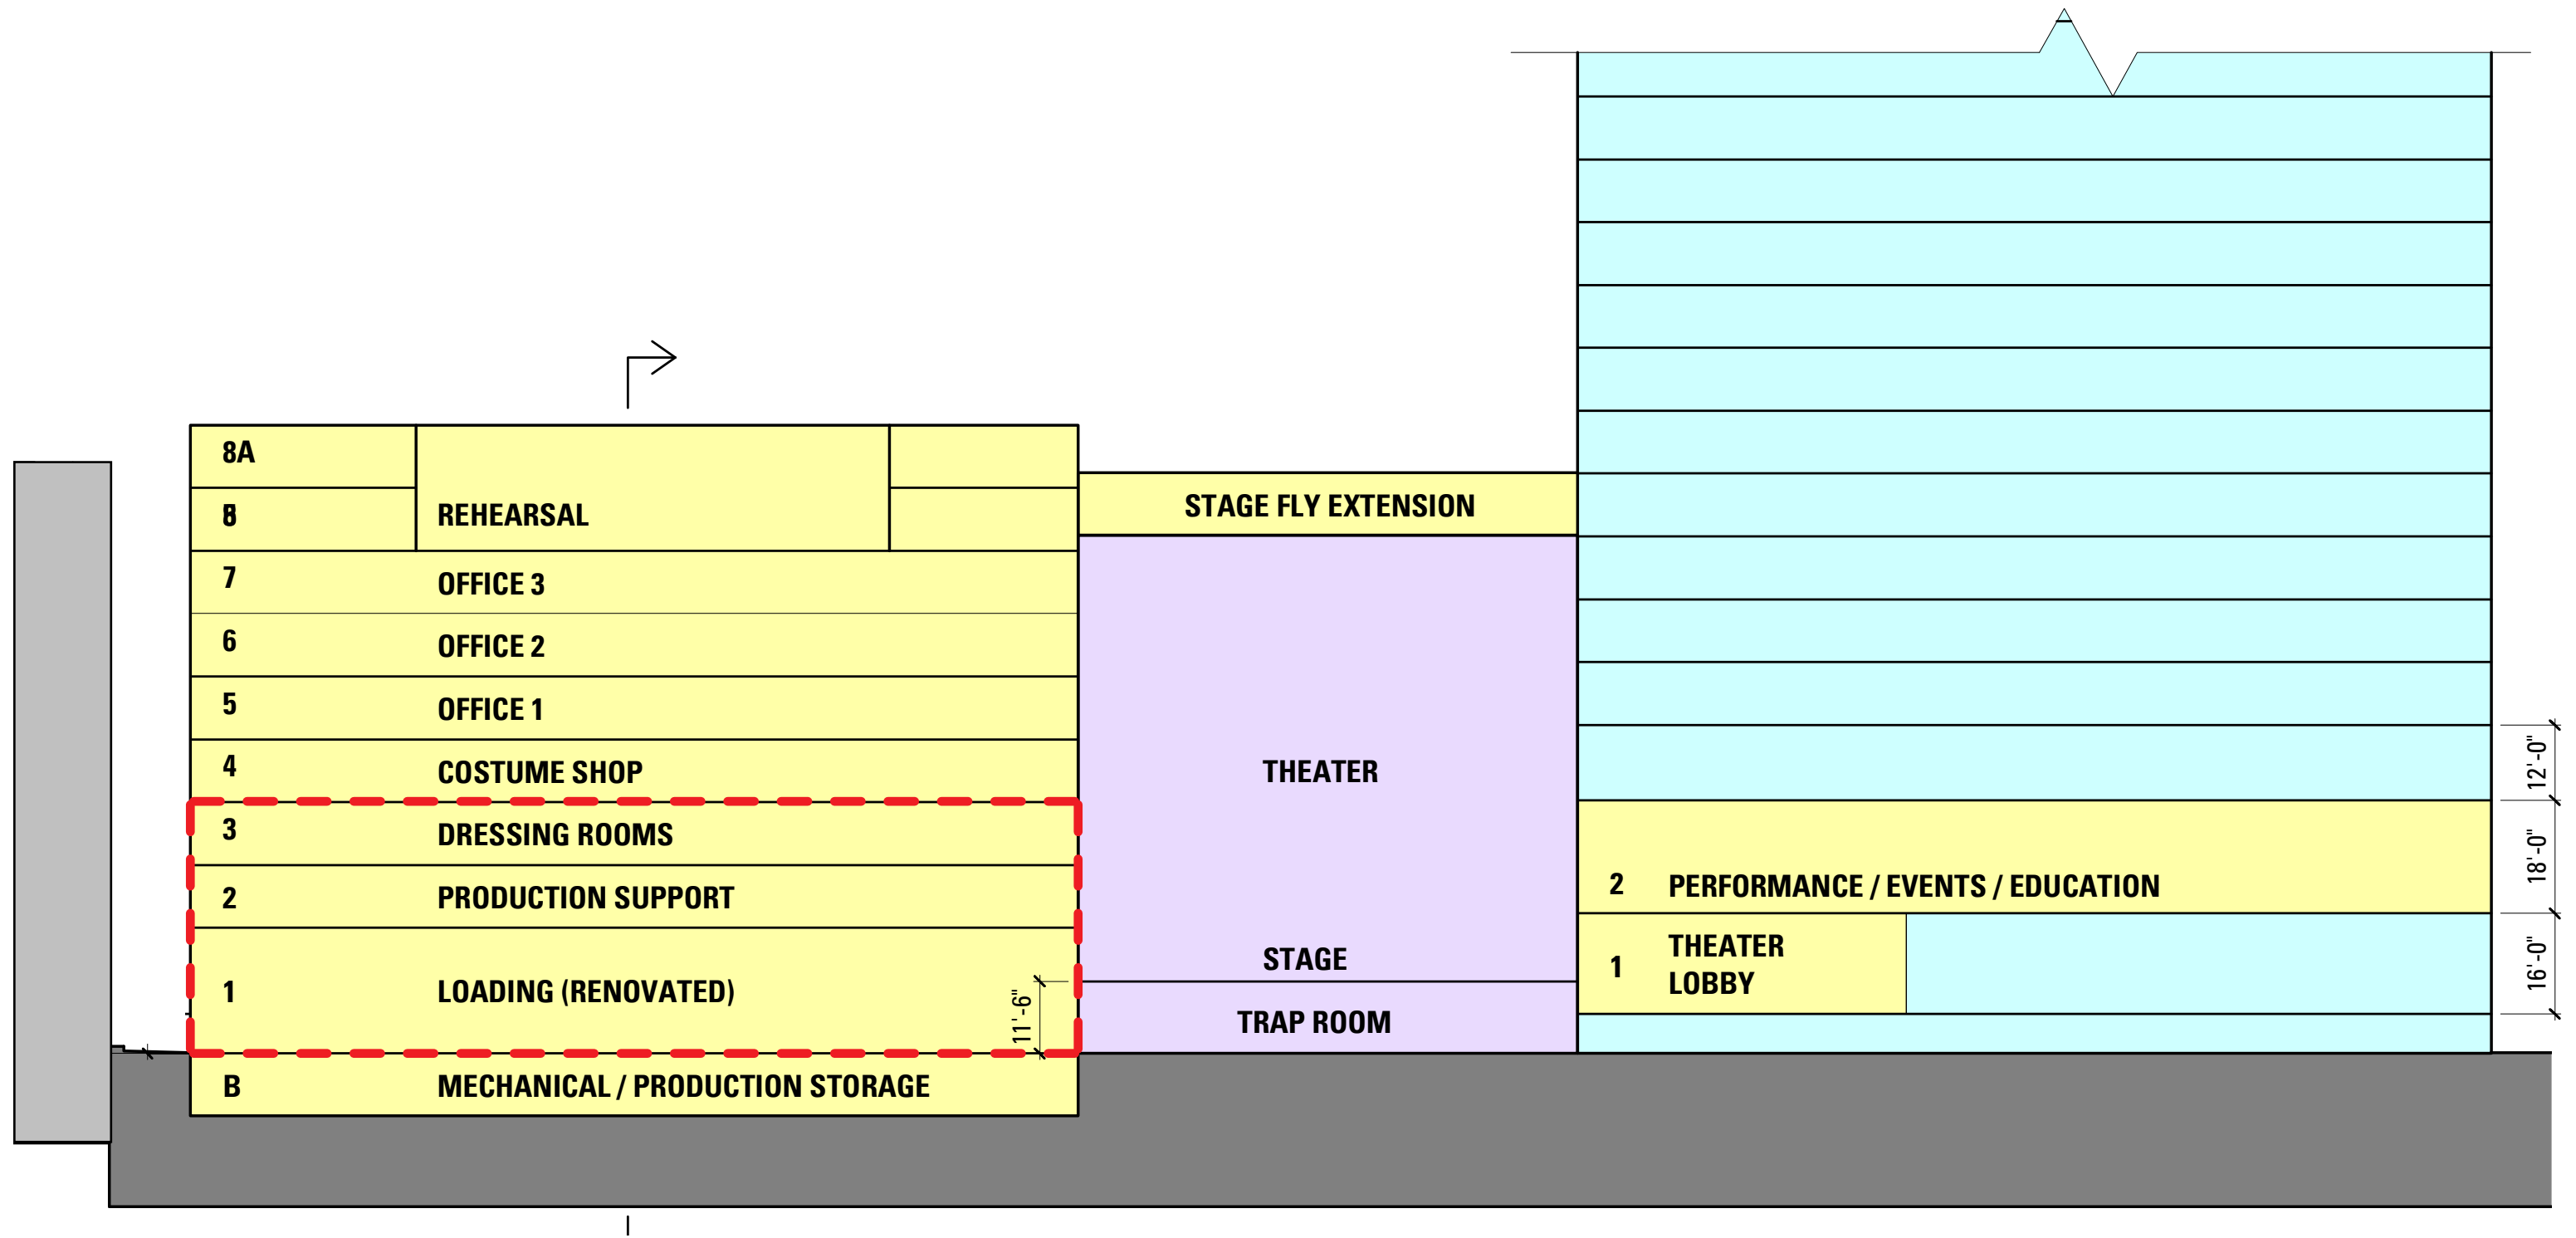 8A
8 REHEARSAL
7 OFFICE 3
6 OFFICE 2
5 OFFICE 1
4 COSTUME SHOP
3 DRESSING ROOMS
2 PRODUCTION SUPPORT
1 LOADING (RENOVATED)
11'-6"
B MECHANICAL / PRODUCTION STORAGE
STAGE FLY EXTENSION
THEATER
STAGE
TRAP ROOM
2 PERFORMANCE / EVENTS / EDUCATION
1 THEATER
LOBBY
12'-0"
18'-0"
16'-0"